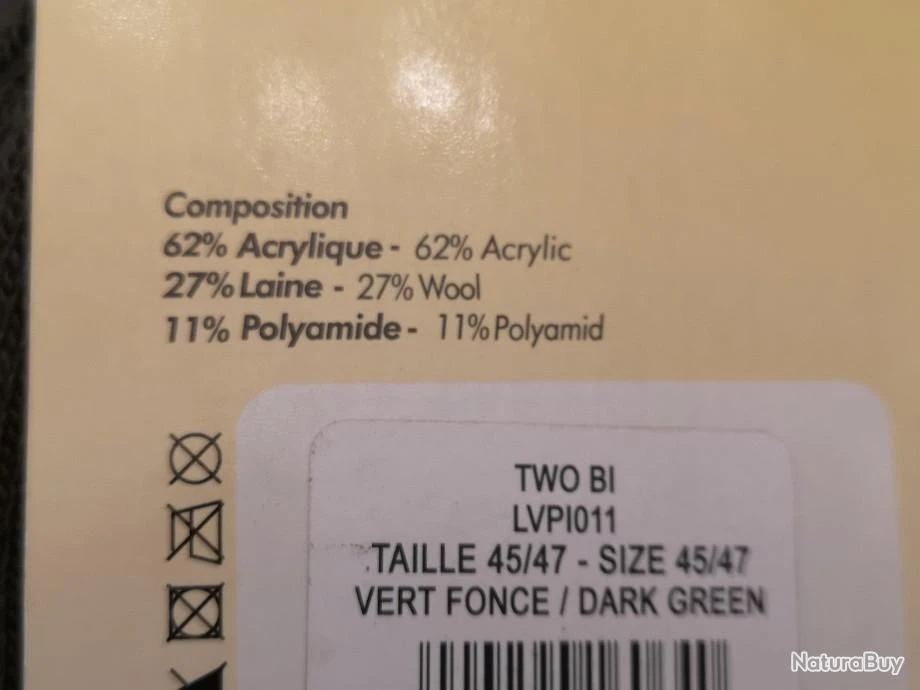 Composition
62% Acrylique - 62% Acrylic
27% Laine - 27% Wool
11% Polyamide - 11% Polyamid
TWO BI
LVPI011
TAILLE 45/47 - SIZE 45/47
VERT FONCE / DARK GREEN
NaturaBuy